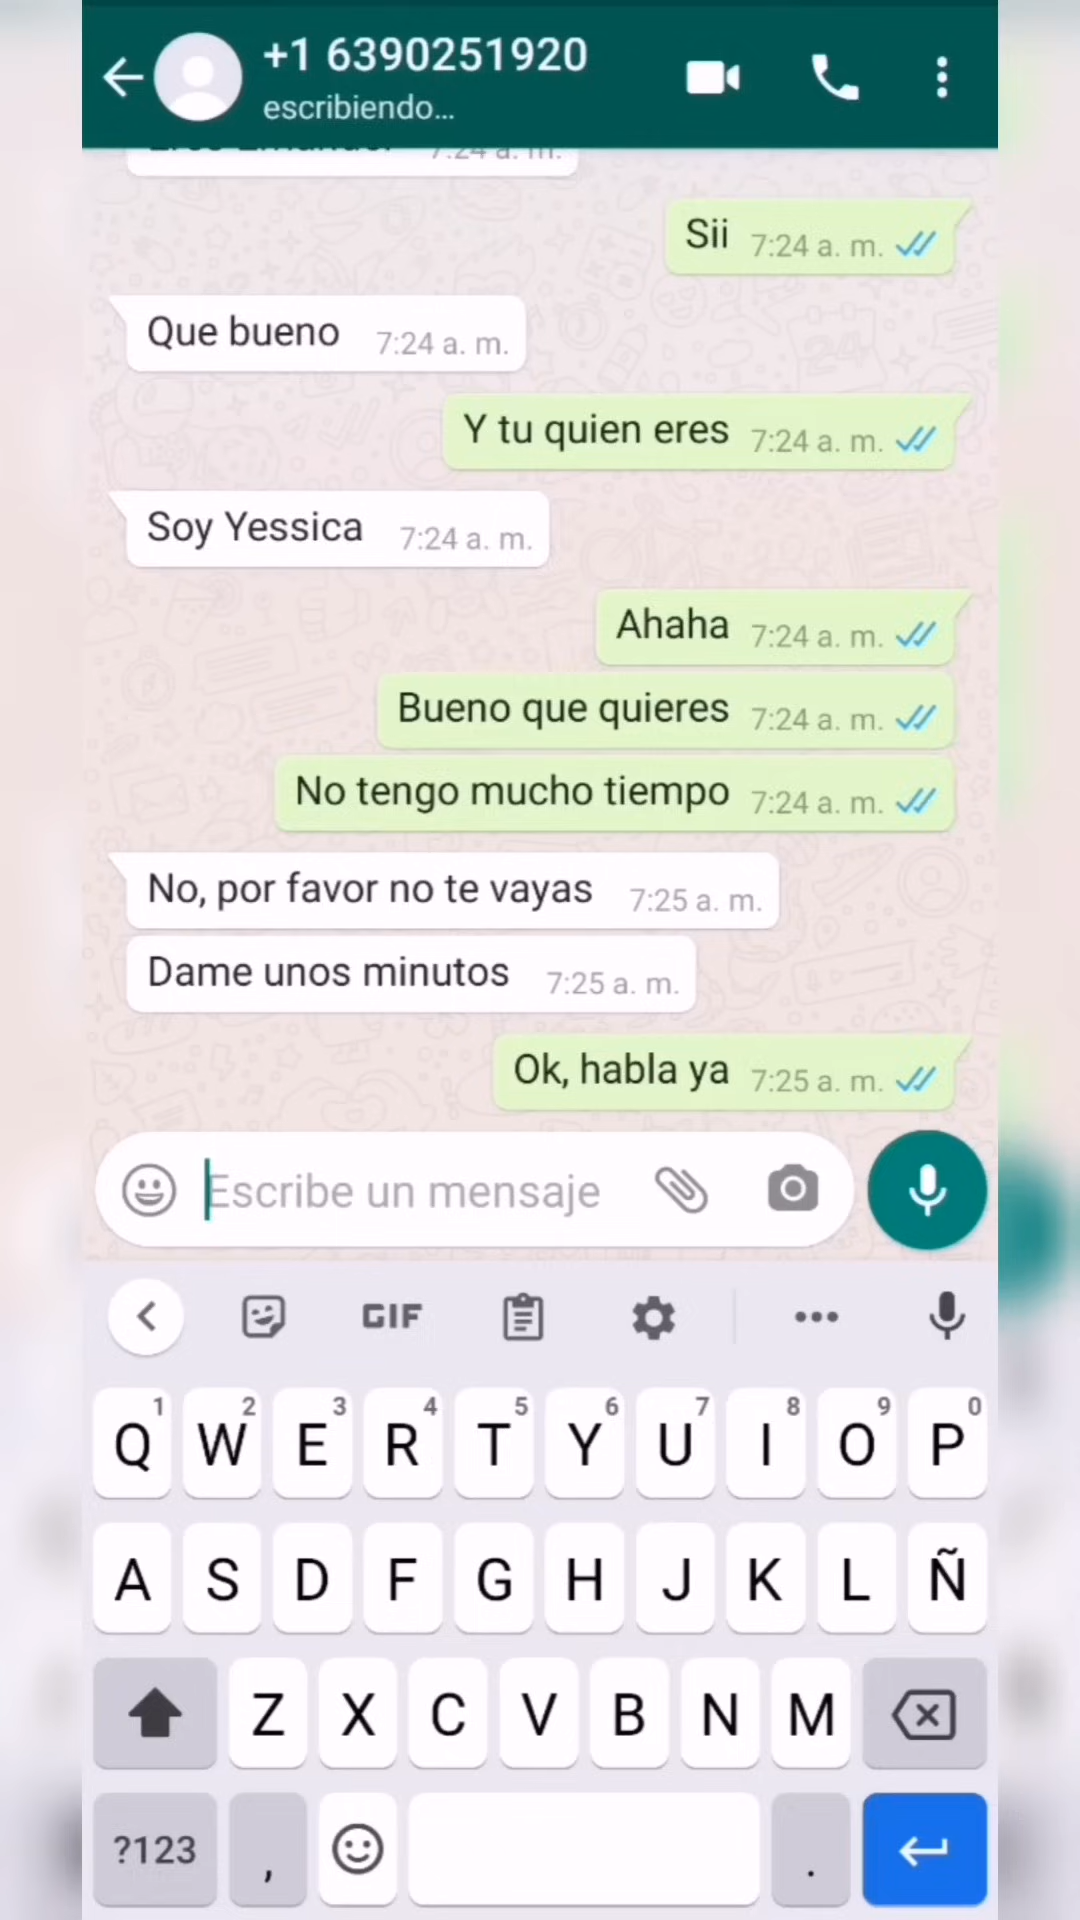 +1 6390251920
escribiendo...
7:24 a. m.
Sii 7:24 a. m.
Que bueno 7:24 a. m.
Y tu quien eres 7:24 a. m.
Soy Yessica 7:24 a. m.
Ahaha 7:24 a. m.
Bueno que quieres 7:24 a. m.
No tengo mucho tiempo 7:24 a. m.
No, por favor no te vayas 7:25 a. m.
Dame unos minutos 7:25 a. m.
Ok, habla ya 7:25 a. m.
Escribe un mensaje
GIF
1 2 3 4 5 6 7 8 9 0
Q W E R T Y U I O P
A S D F G H J K L Ñ
Z X C V B N M
?123 , .